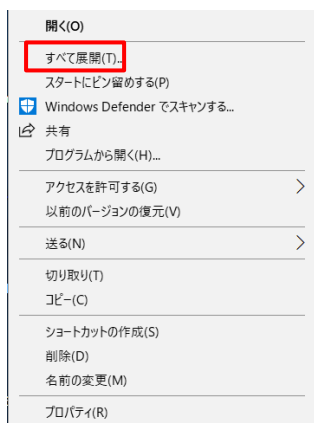 開く(O)
すべて展開(T)...
スタートにピン留めする(P)
Windows Defender でスキャンする...
共有
プログラムから開く(H)...
アクセスを許可する(G)
以前のバージョンの復元(V)
送る(N)
切り取り(T)
コピー(C)
ショートカットの作成(S)
削除(D)
名前の変更(M)
プロパティ(R)